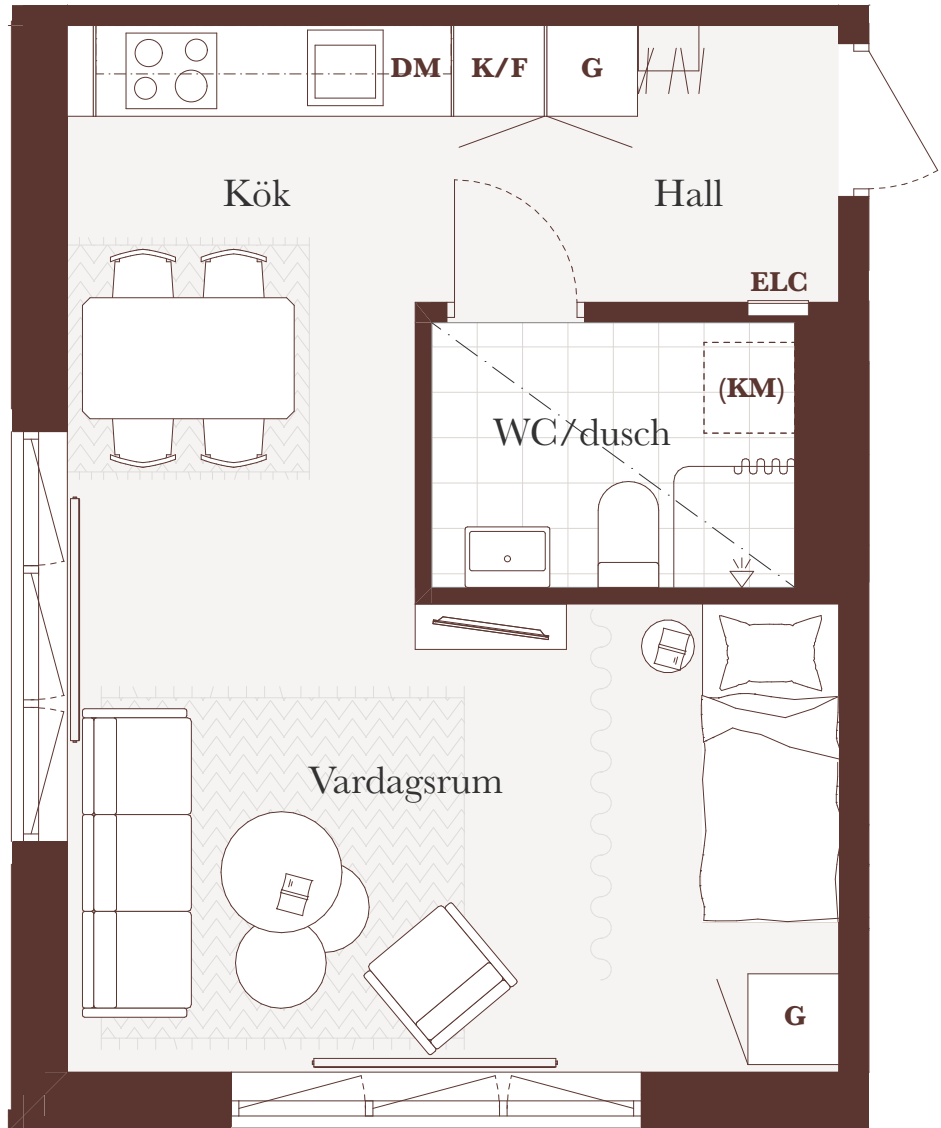 DM K/F G
Kök Hall
ELC
(KM)
WC/dusch
Vardagsrum
G